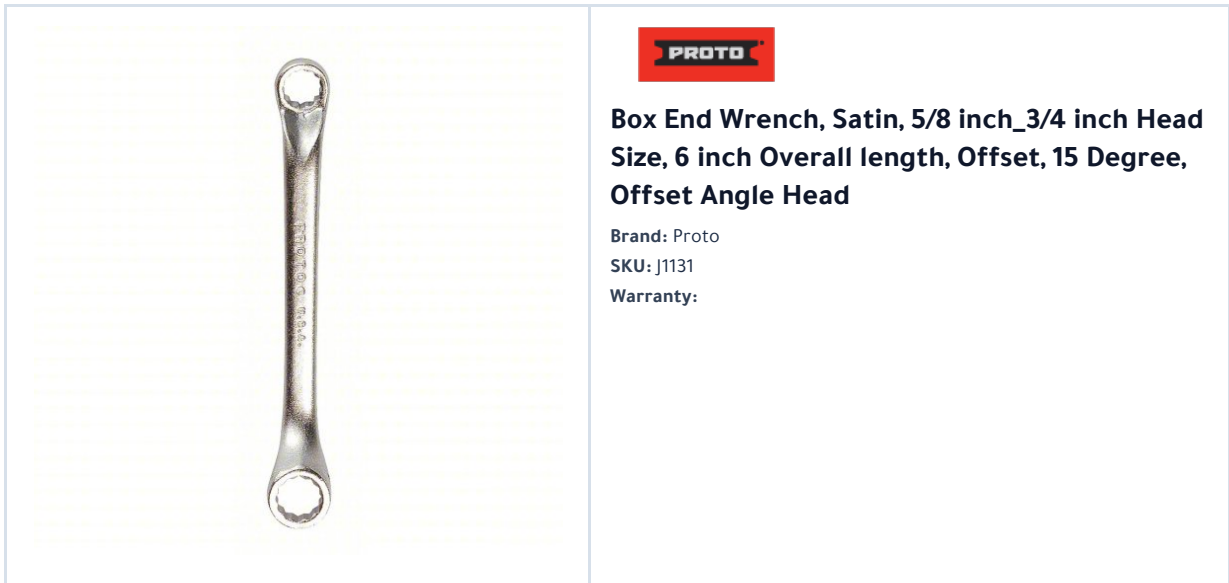 PROTO
Box End Wrench, Satin, 5/8 inch_3/4 inch Head
Size, 6 inch Overall length, Offset, 15 Degree,
Offset Angle Head
Brand: Proto
SKU: J1131
Warranty:
PROTO U.S.A.